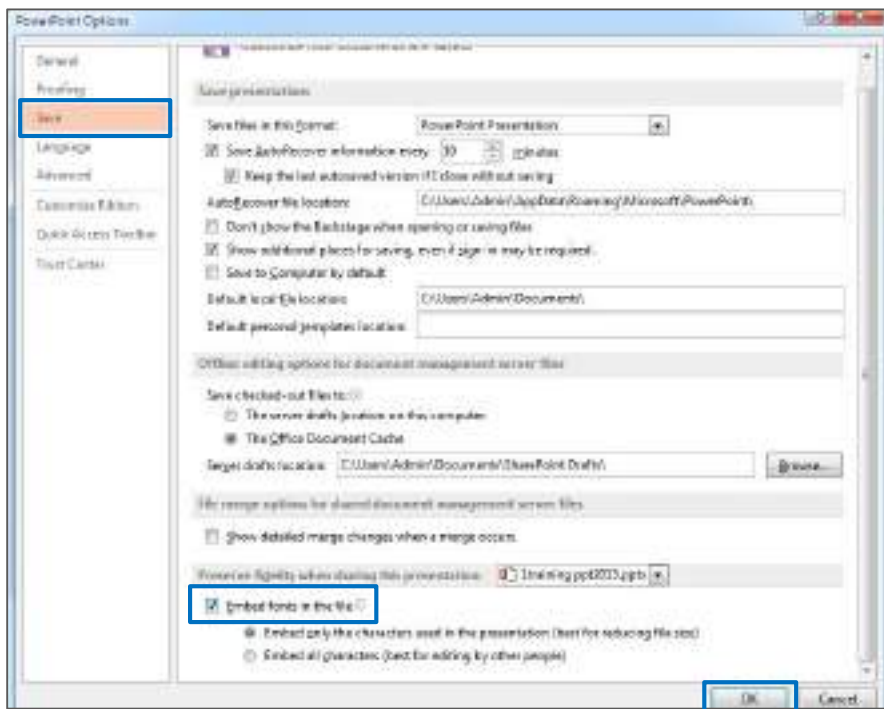 PowerPoint Options
General
Proofing
Save
Language
Advanced
Customize Ribbon
Quick Access Toolbar
Trust Center
Save presentations
Save files in this format: PowerPoint Presentation
Save AutoRecover information every 10 minutes
Keep the last autosaved version if I close without saving
AutoRecover file location: C:\Users\Admin\AppData\Roaming\Microsoft\PowerPoint\
Don't show the Backstage when opening or saving files
Show additional places for saving, even if sign-in may be required.
Save to Computer by default
Default local file location: C:\Users\Admin\Documents\
Default personal templates location:
Offline editing options for document management server files
Save checked-out files to:
The server drafts location on this computer
The Office Document Cache
Server drafts location: C:\Users\Admin\Documents\SharePoint Drafts\ Browse...
File merge options for shared document management server files
Show detailed merge changes when a merge occurs.
Preserve fidelity when sharing this presentation: training ppt2013.pptx
Embed fonts in the file
Embed only the characters used in the presentation (best for reducing file size)
Embed all characters (best for editing by other people)
OK Cancel